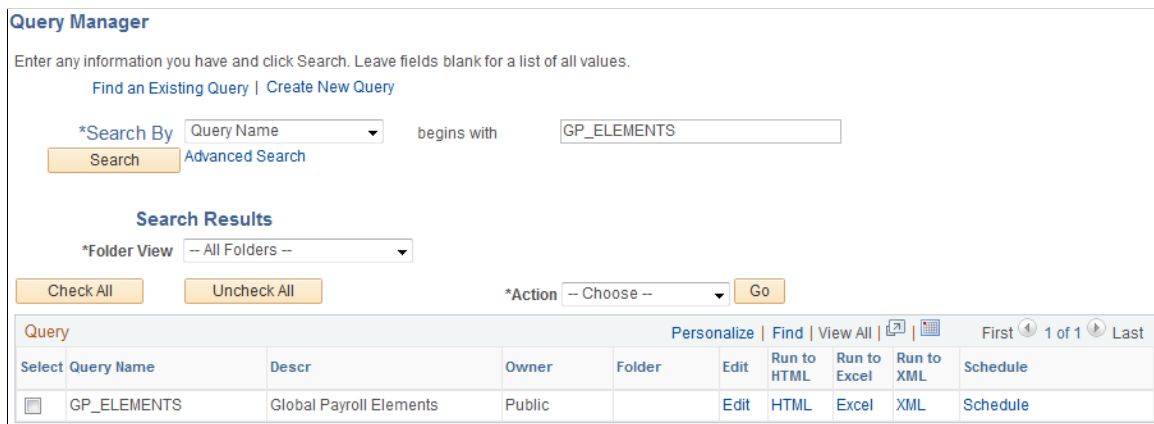 Query Manager
Enter any information you have and click Search. Leave fields blank for a list of all values.
Find an Existing Query | Create New Query
*Search By Query Name begins with GP_ELEMENTS
Search Advanced Search
Search Results
*Folder View -- All Folders --
Check All Uncheck All *Action -- Choose -- Go
Query Personalize | Find | View All | | First 1 of 1 Last
Select Query Name Descr Owner Folder Edit Run to HTML Run to Excel Run to XML Schedule
GP_ELEMENTS Global Payroll Elements Public Edit HTML Excel XML Schedule